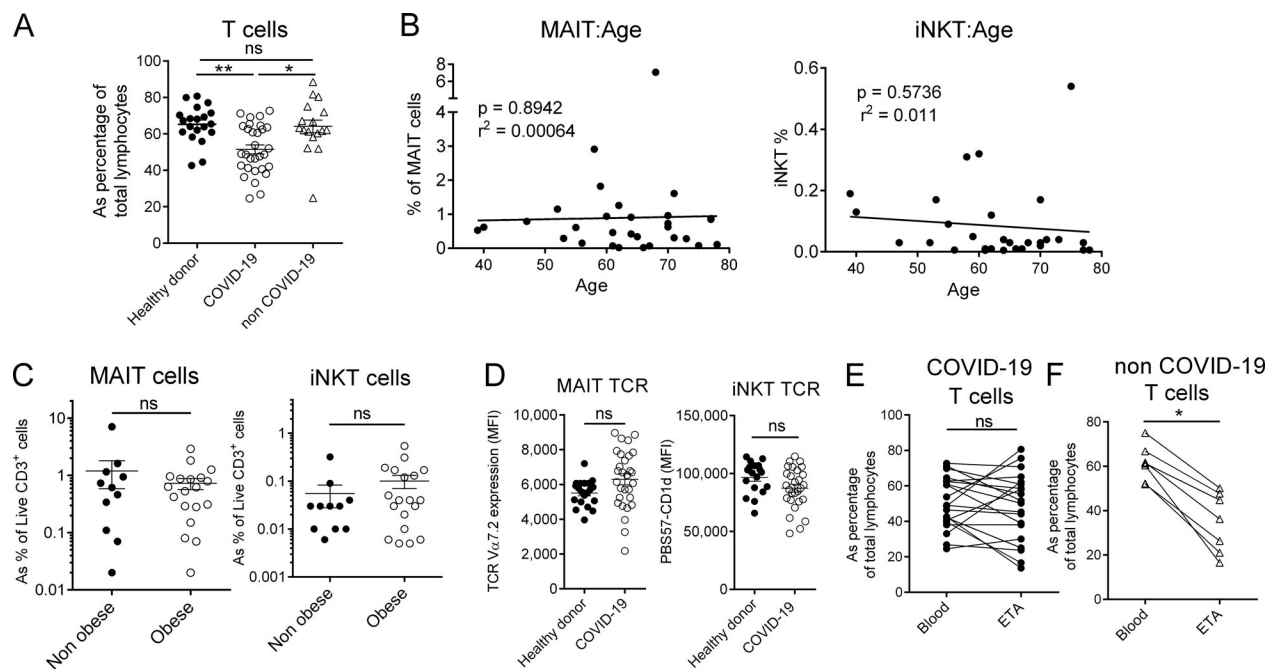 A
T cells
ns
**
*
100
80
60
40
20
0
As percentage of
total lymphocytes
Healthy donor
COVID-19
non COVID-19
B
MAIT:Age
8
6
4
3
2
1
0
% of MAIT cells
p = 0.8942
r² = 0.00064
40
50
60
70
80
Age
iNKT:Age
0.6
0.4
0.2
0.0
iNKT %
p = 0.5736
r² = 0.011
40
50
60
70
80
Age
C
MAIT cells
ns
10
1
0.1
0.01
As % of Live CD3⁺ cells
Non obese
Obese
iNKT cells
ns
1
0.1
0.01
0.001
As % of Live CD3⁺ cells
Non obese
Obese
D
MAIT TCR
ns
10,000
8,000
6,000
4,000
2,000
0
TCR Vα7.2 expression (MFI)
Healthy donor
COVID-19
iNKT TCR
ns
150,000
100,000
50,000
0
PBS57-CD1d (MFI)
Healthy donor
COVID-19
E
COVID-19
T cells
ns
100
80
60
40
20
0
As percentage
of total lymphocytes
Blood
ETA
F
non COVID-19
T cells
*
80
60
40
20
0
As percentage
of total lymphocytes
Blood
ETA